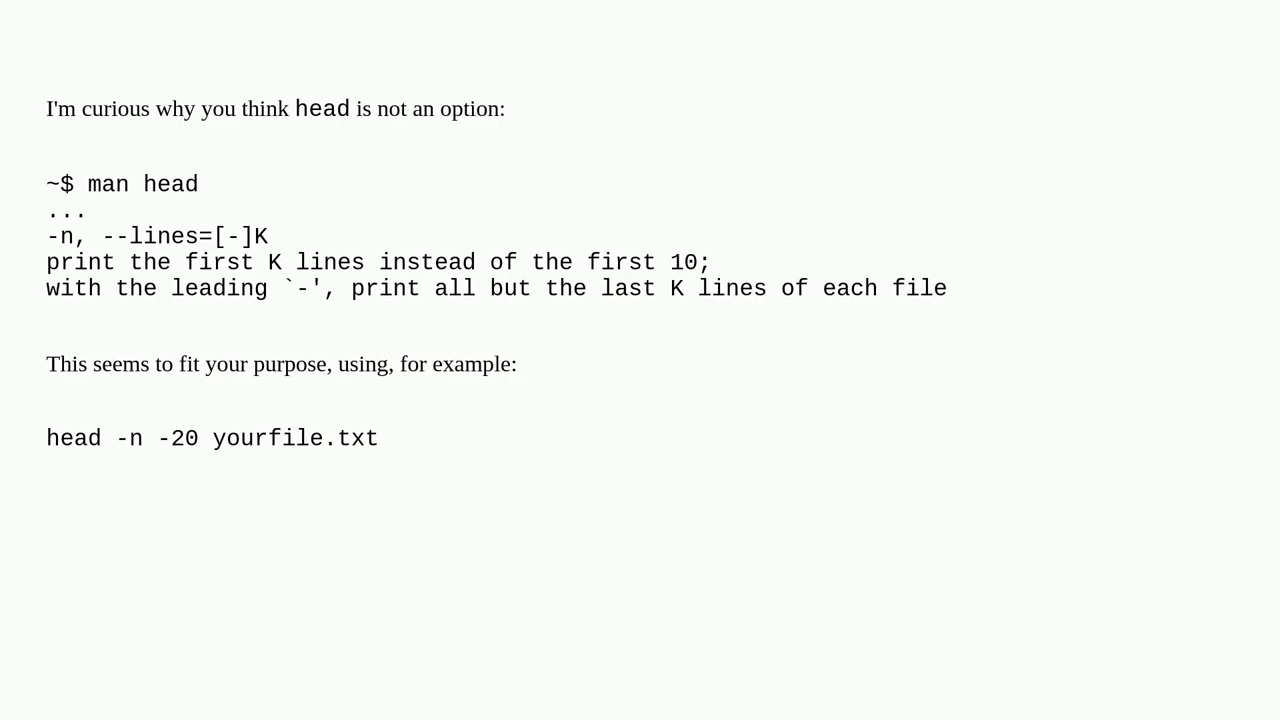 I'm curious why you think head is not an option:
~$ man head
...
-n, --lines=[-]K
print the first K lines instead of the first 10;
with the leading `-', print all but the last K lines of each file
This seems to fit your purpose, using, for example:
head -n -20 yourfile.txt